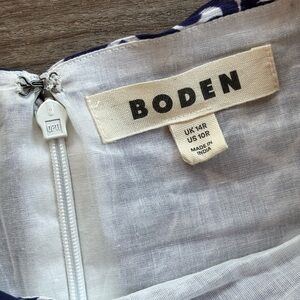 BODEN
UK 14R
US 10R
MADE IN
INDIA